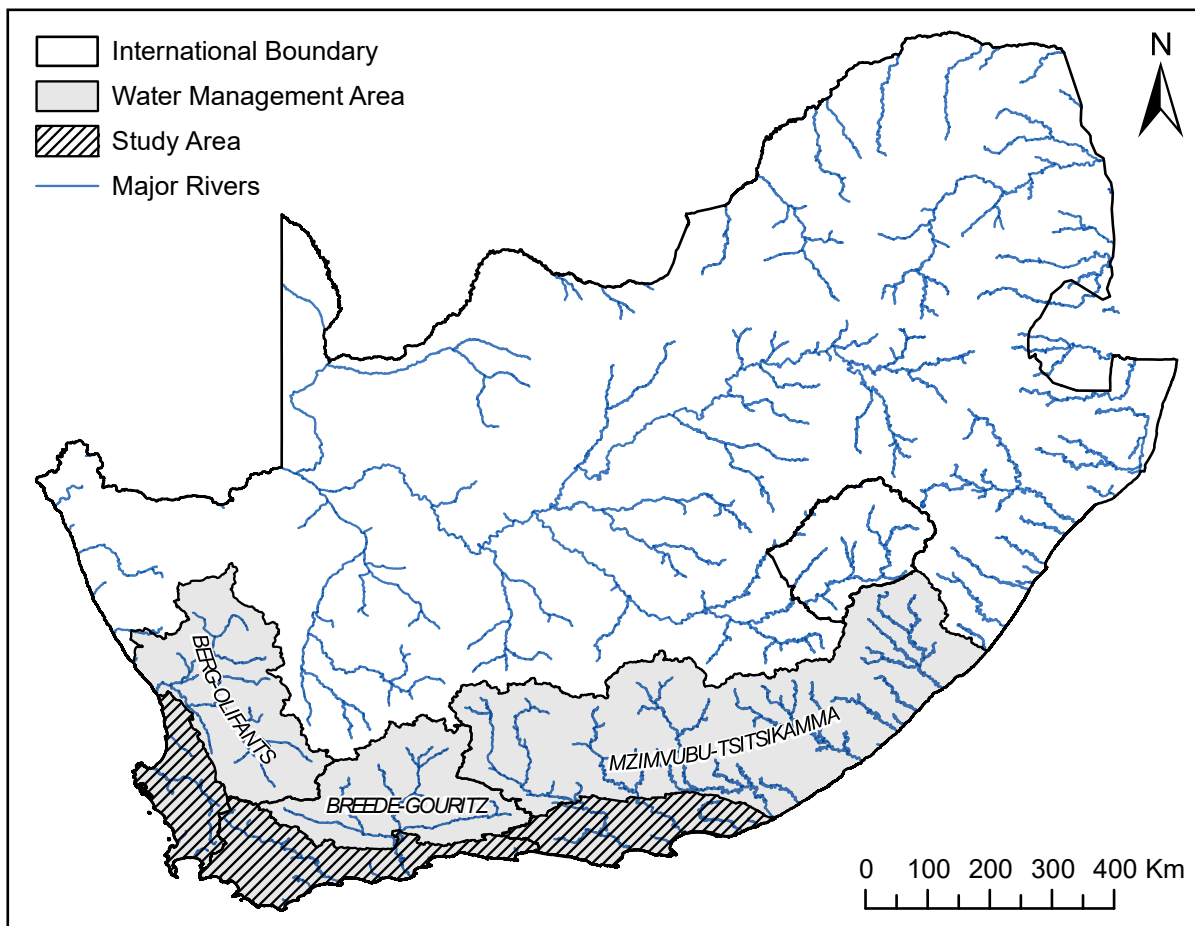 International Boundary
Water Management Area
Study Area
Major Rivers
N
BERG-OLIFANTS
MZIMVUBU-TSITSIKAMMA
BREEDE-GOURITZ
0 100 200 300 400 Km